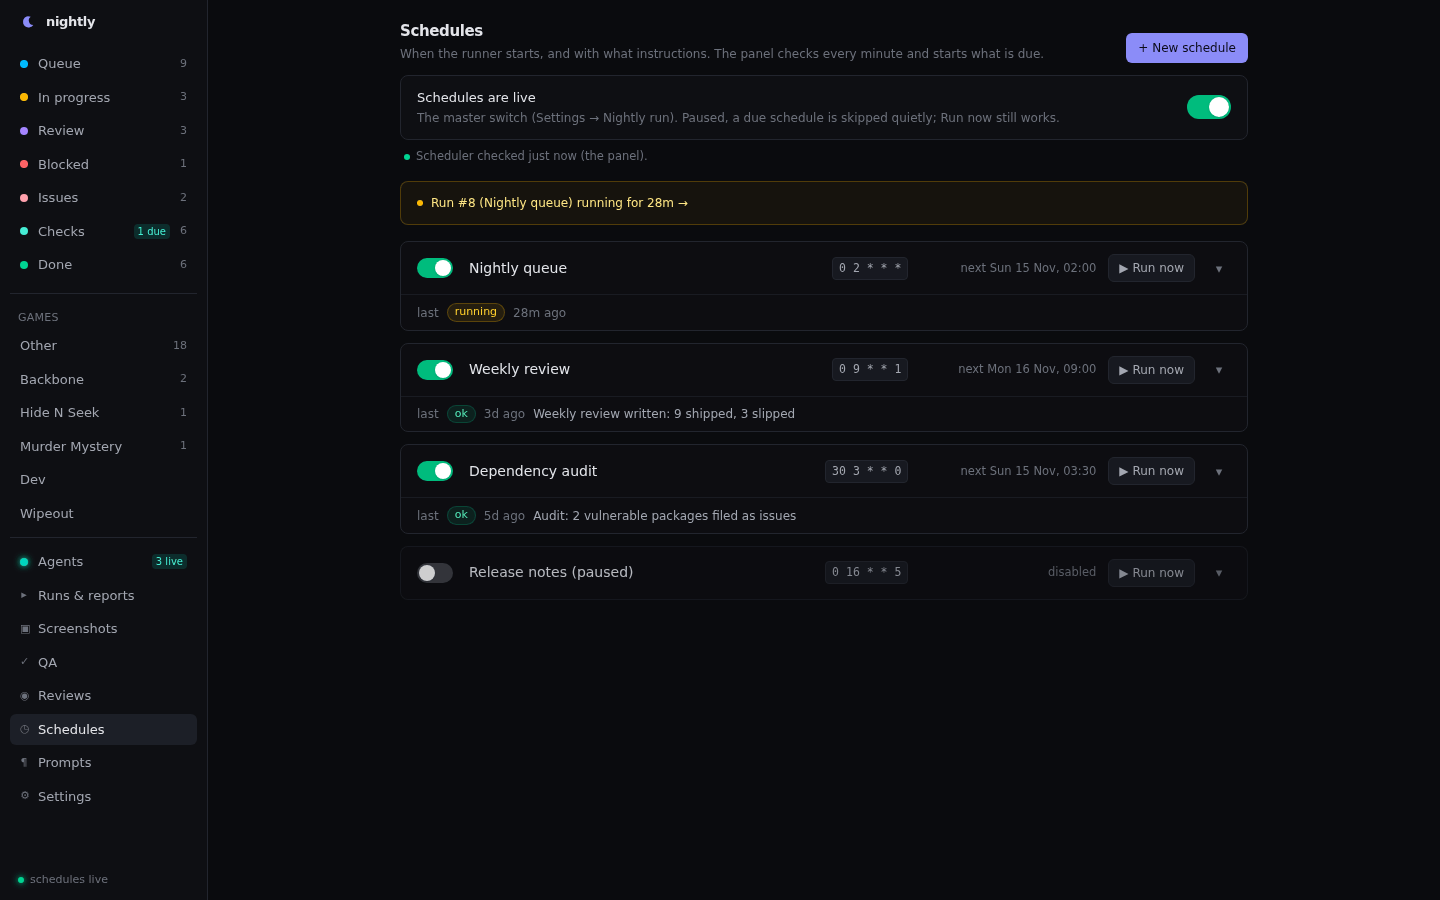 nightly
Queue 9
In progress 3
Review 3
Blocked 1
Issues 2
Checks 1 due 6
Done 6
GAMES
Other 18
Backbone 2
Hide N Seek 1
Murder Mystery 1
Dev
Wipeout
Agents 3 live
Runs & reports
Screenshots
QA
Reviews
Schedules
Prompts
Settings
schedules live
Schedules
When the runner starts, and with what instructions. The panel checks every minute and starts what is due.
+ New schedule
Schedules are live
The master switch (Settings → Nightly run). Paused, a due schedule is skipped quietly; Run now still works.
Scheduler checked just now (the panel).
Run #8 (Nightly queue) running for 28m →
Nightly queue 0 2 * * * next Sun 15 Nov, 02:00 ▶ Run now ▾
last running 28m ago
Weekly review 0 9 * * 1 next Mon 16 Nov, 09:00 ▶ Run now ▾
last ok 3d ago Weekly review written: 9 shipped, 3 slipped
Dependency audit 30 3 * * 0 next Sun 15 Nov, 03:30 ▶ Run now ▾
last ok 5d ago Audit: 2 vulnerable packages filed as issues
Release notes (paused) 0 16 * * 5 disabled ▶ Run now ▾